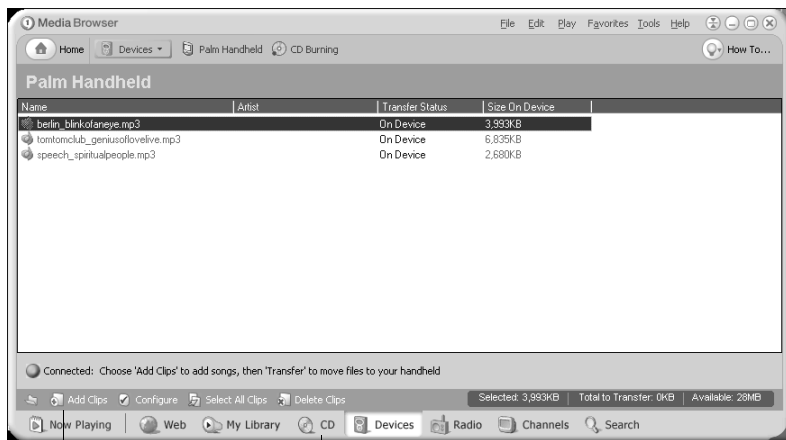 Media Browser File Edit Play Favorites Tools Help
Home Devices Palm Handheld CD Burning How To...
Palm Handheld
Name Artist Transfer Status Size On Device
berlin_blinkofaneye.mp3 On Device 3,993KB
tomtomclub_geniusoflovelive.mp3 On Device 6,835KB
speech_spiritualpeople.mp3 On Device 2,680KB
Connected: Choose 'Add Clips' to add songs, then 'Transfer' to move files to your handheld
Add Clips Configure Select All Clips Delete Clips Selected: 3,993KB Total to Transfer: 0KB Available: 28MB
Now Playing Web My Library CD Devices Radio Channels Search